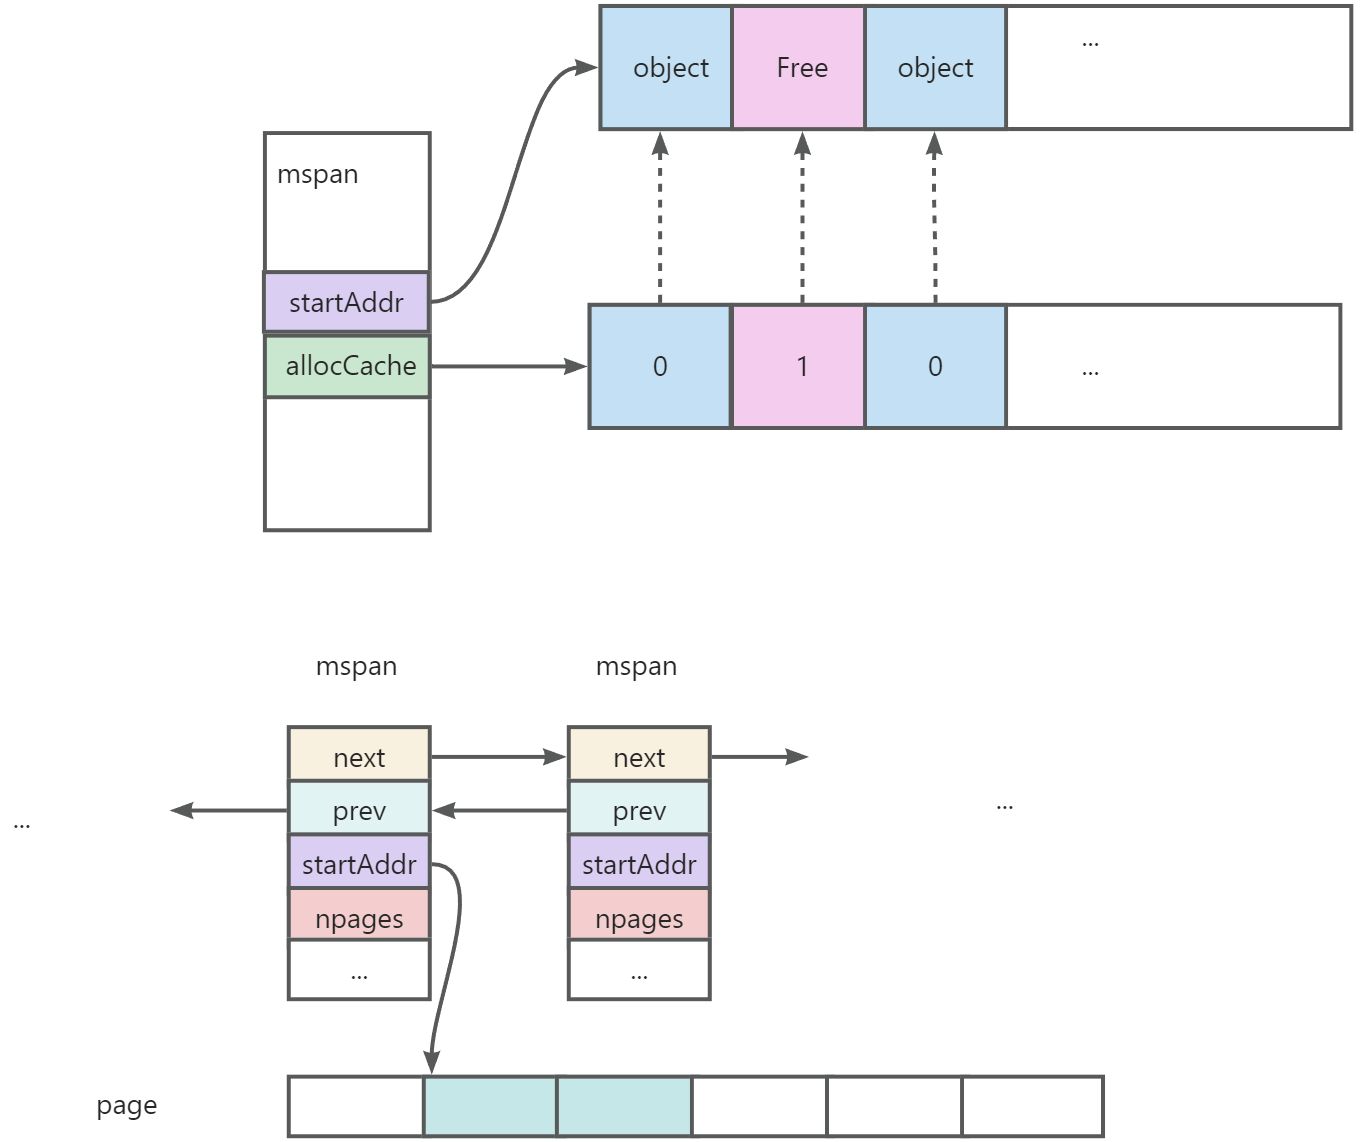 object Free object ...
mspan
startAddr
allocCache 0 1 0 ...
mspan mspan
next next
prev prev
... ...
startAddr startAddr
npages npages
... ...
page